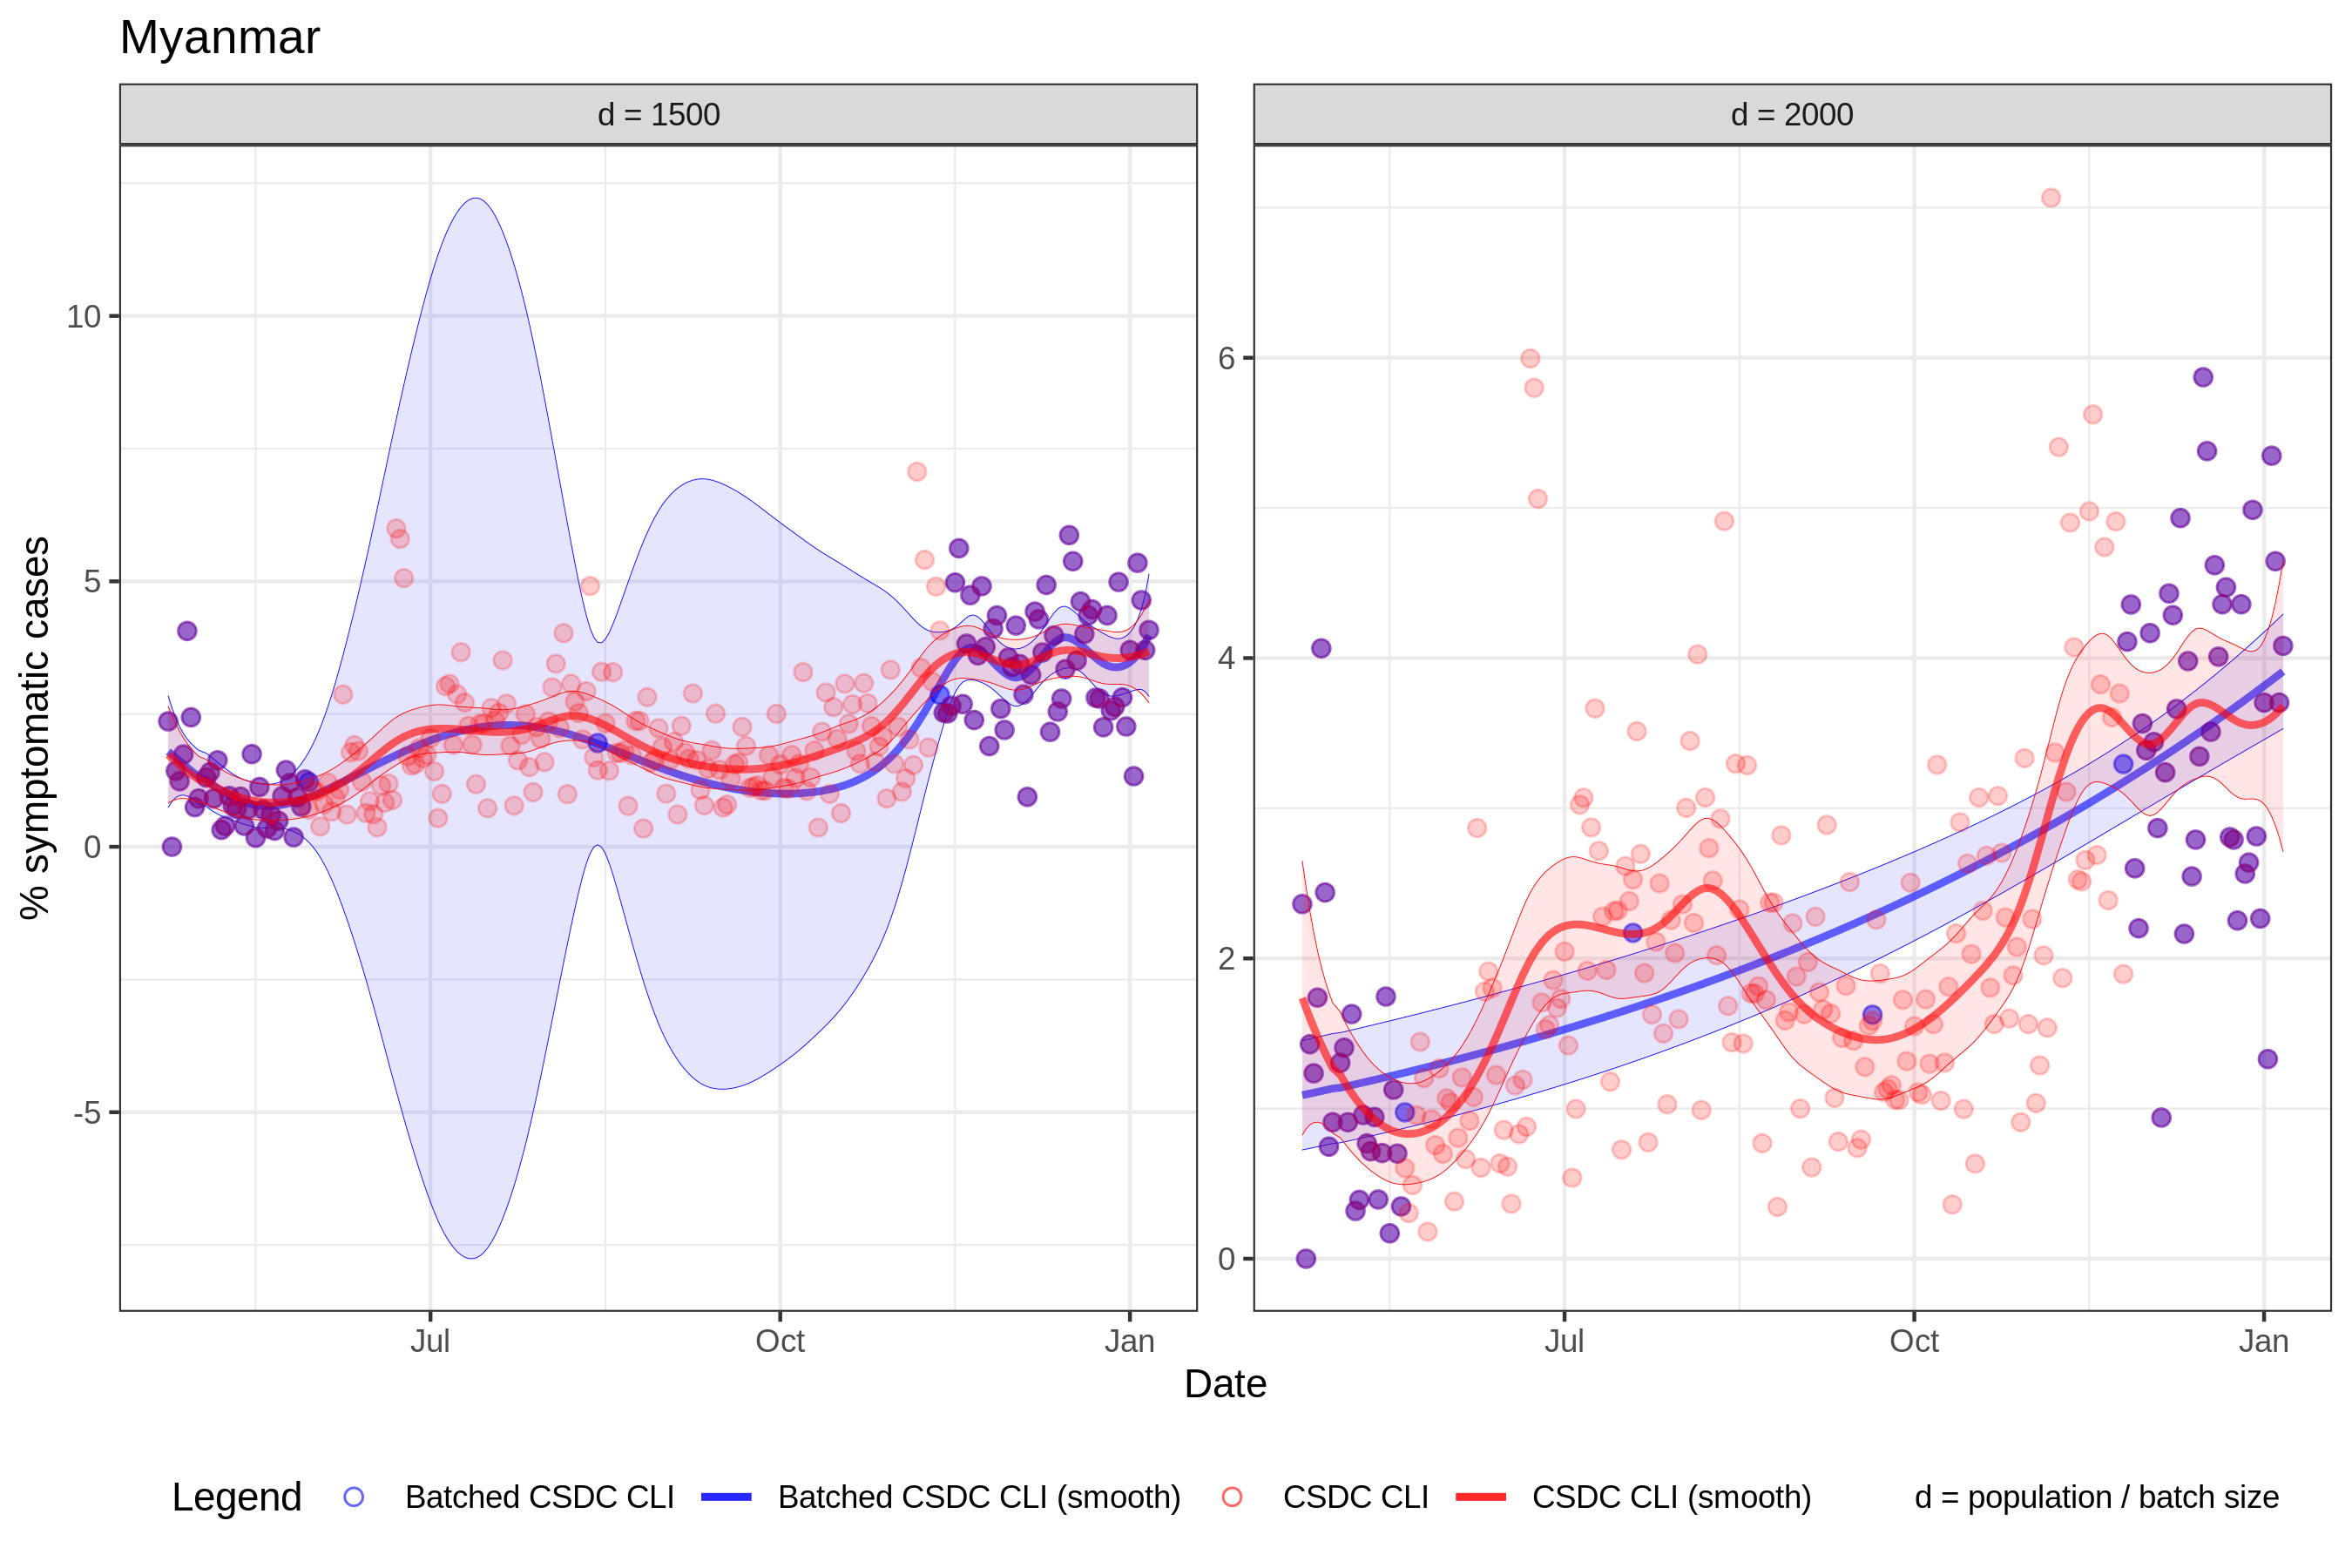 Myanmar
d = 1500
d = 2000
% symptomatic cases
10
5
0
-5
6
4
2
0
Jul
Oct
Jan
Jul
Oct
Jan
Date
Legend
Batched CSDC CLI
Batched CSDC CLI (smooth)
CSDC CLI
CSDC CLI (smooth)
d = population / batch size